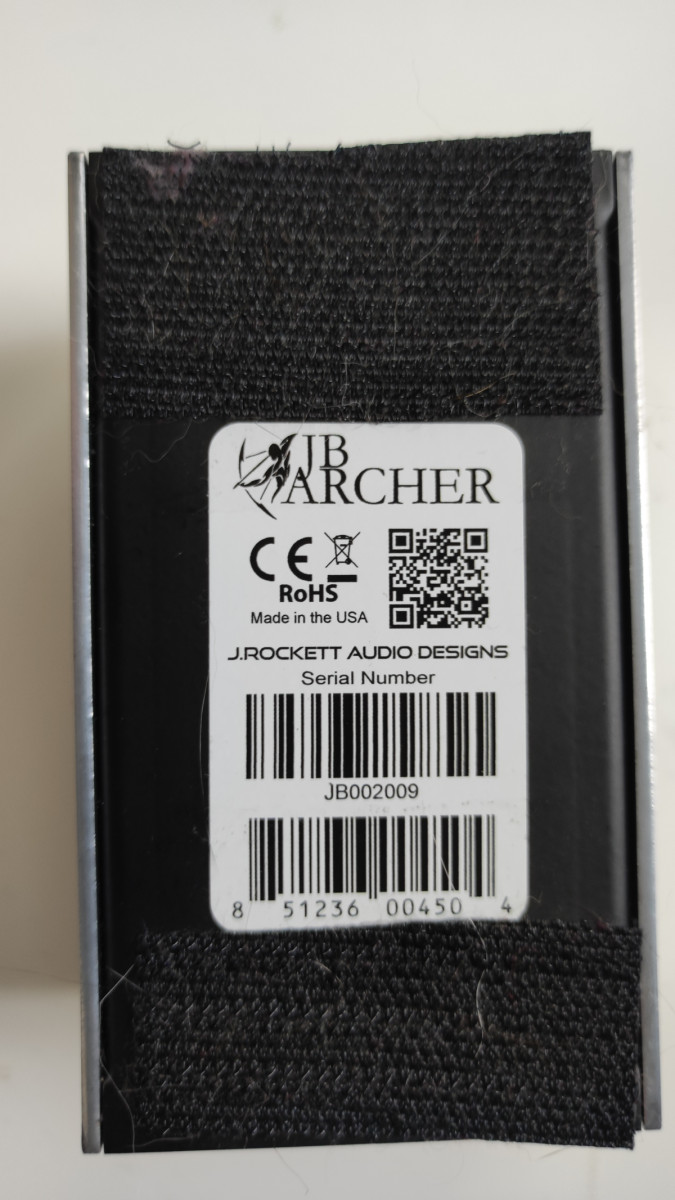 JB
ARCHER
CE
RoHS
Made in the USA
J.ROCKETT AUDIO DESIGNS
Serial Number
JB002009
8 51236 00450 4